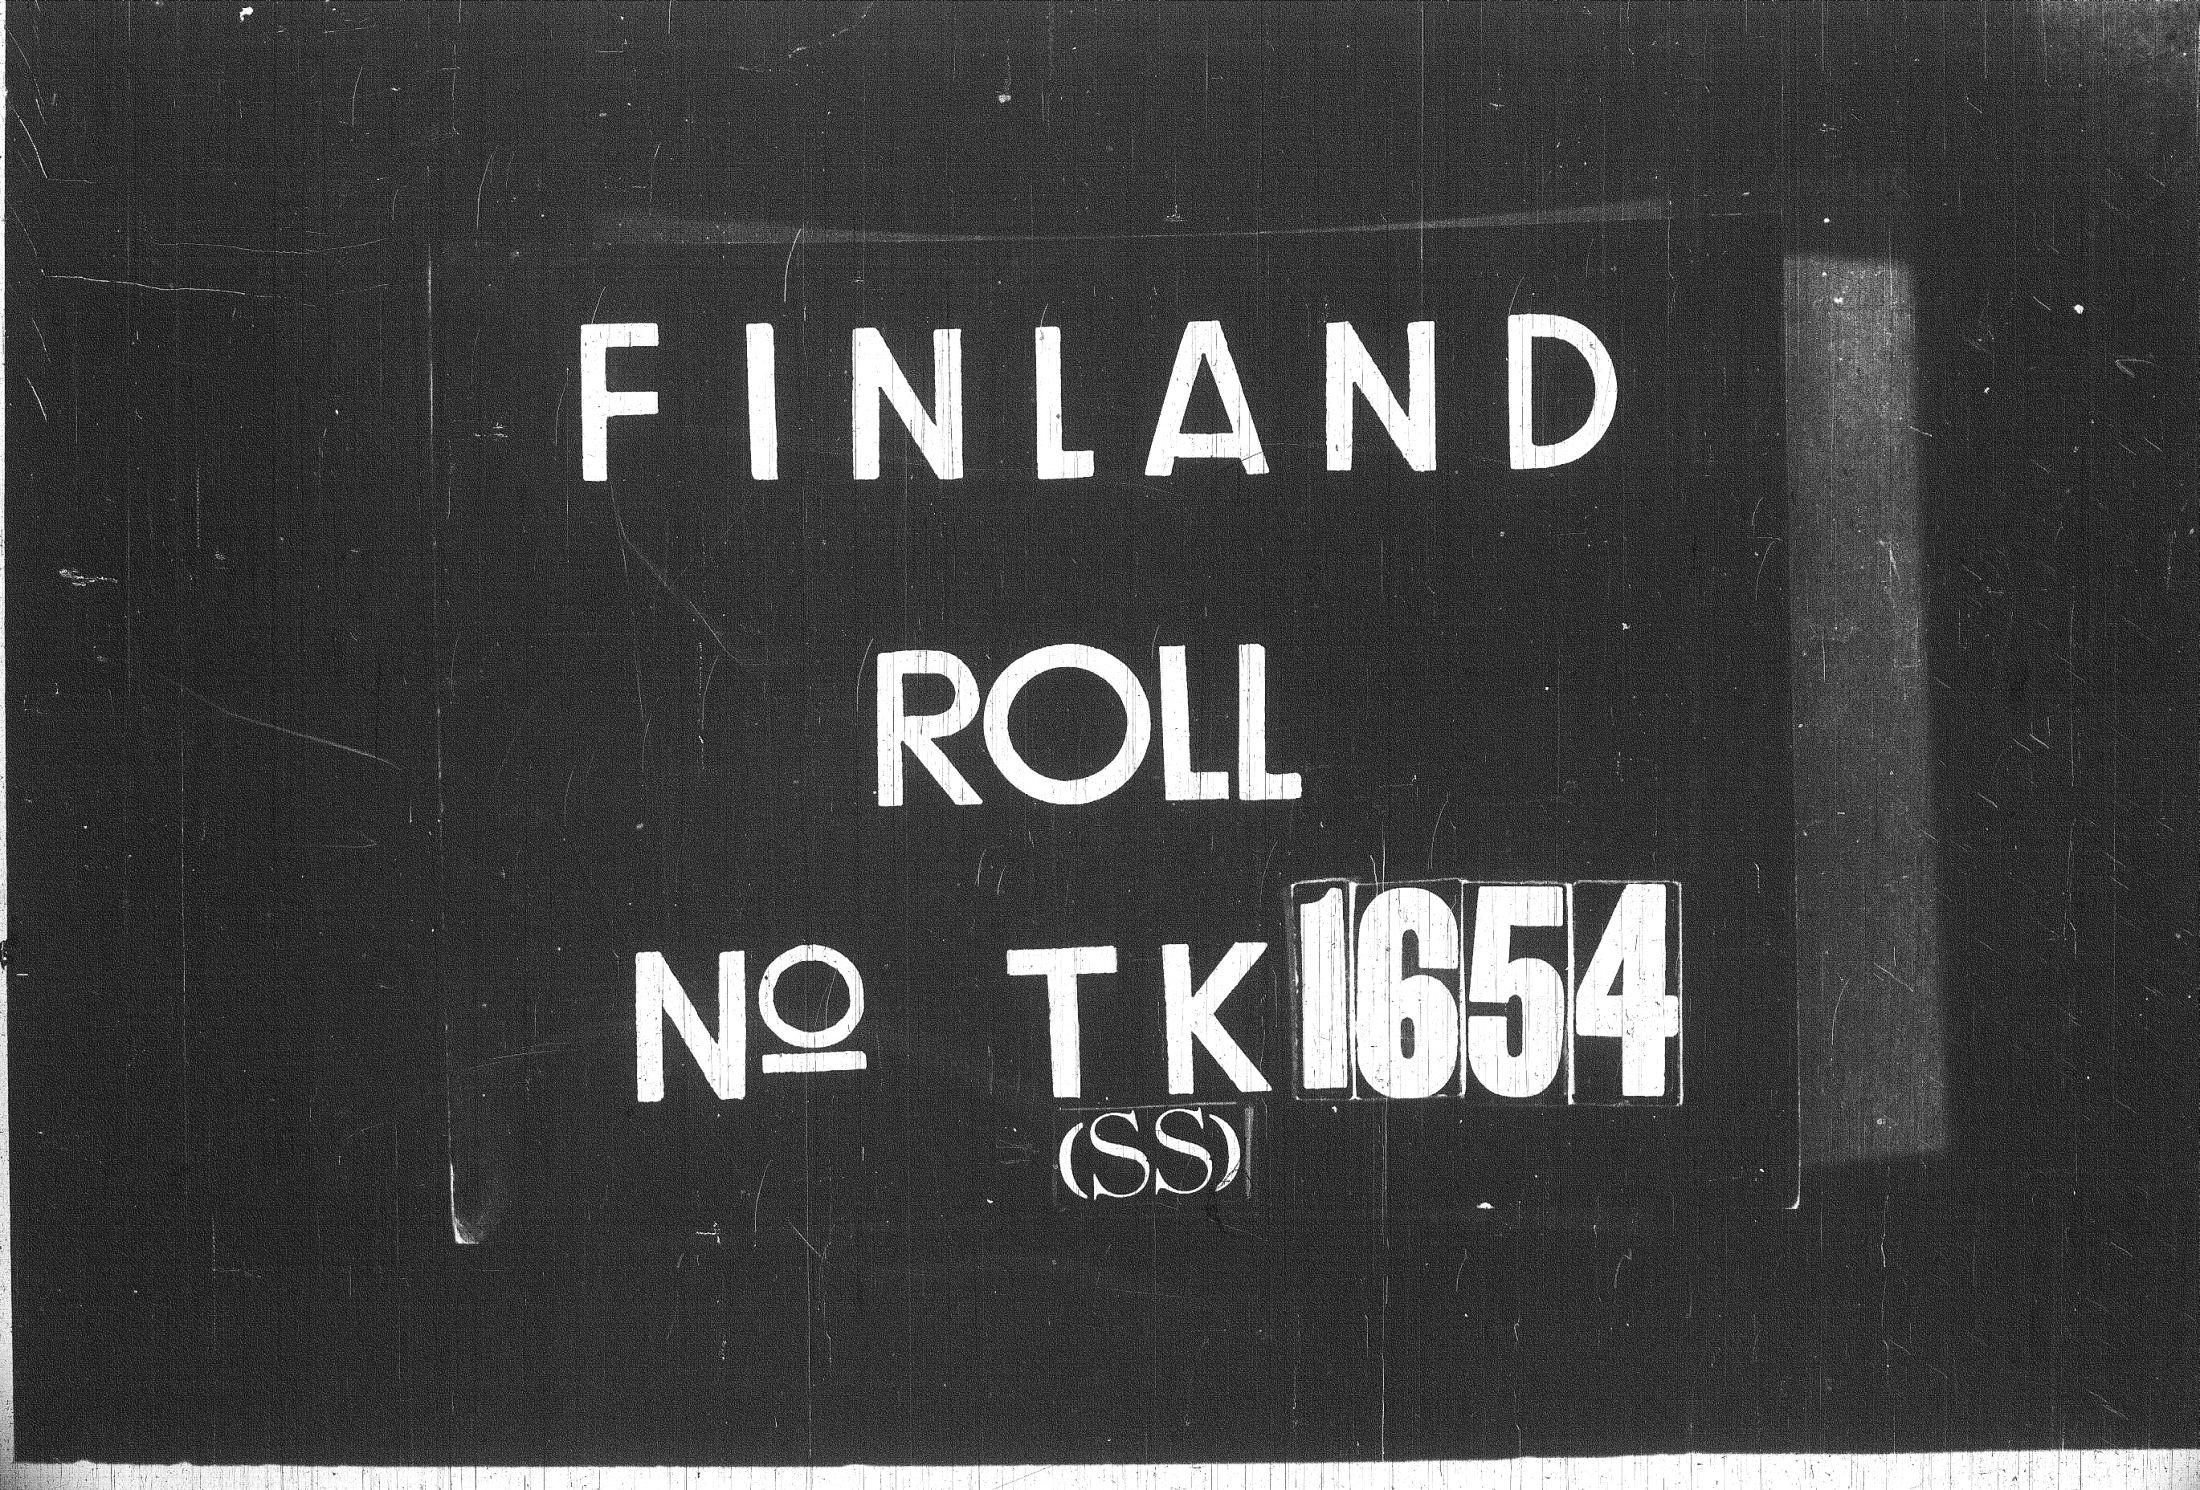 FINLAND
ROLL
Nº TK 1654
(SS)